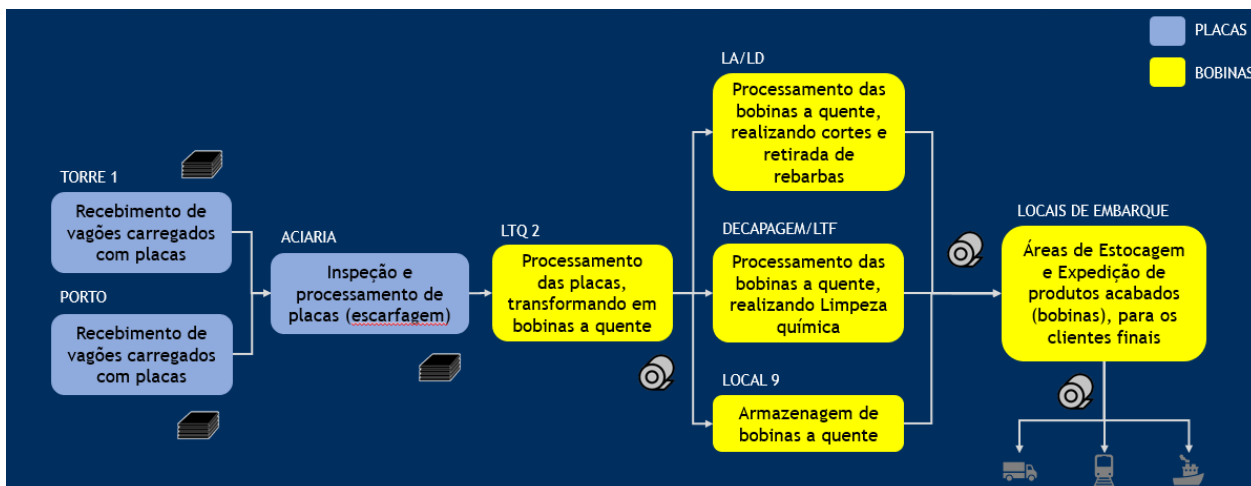 PLACAS
BOBINAS
TORRE 1
Recebimento de
vagões carregados
com placas
PORTO
Recebimento de
vagões carregados
com placas
ACIARIA
Inspeção e
processamento de
placas (escarfagem)
LTQ 2
Processamento
das placas,
transformando em
bobinas a quente
LA/LD
Processamento das
bobinas a quente,
realizando cortes e
retirada de
rebarbas
DECAPAGEM/LTF
Processamento das
bobinas a quente,
realizando Limpeza
química
LOCAL 9
Armazenagem de
bobinas a quente
LOCAIS DE EMBARQUE
Áreas de Estocagem
e Expedição de
produtos acabados
(bobinas), para os
clientes finais